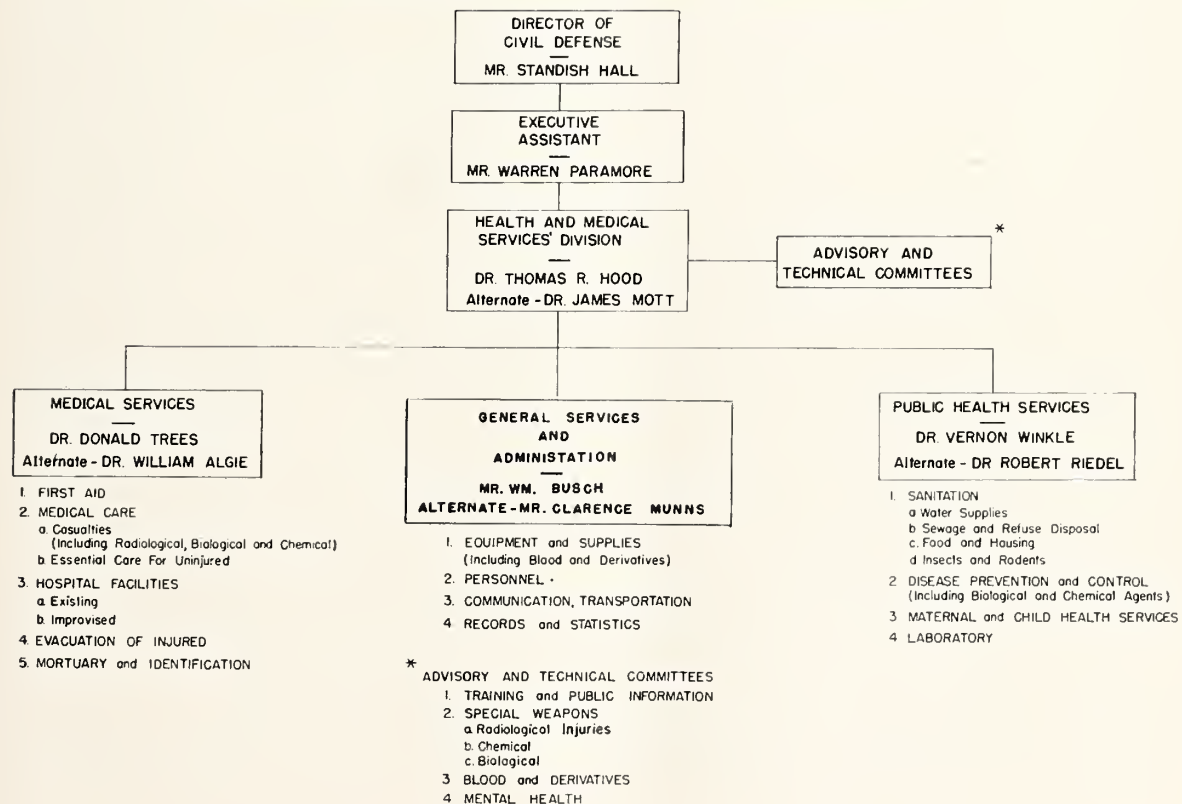 DIRECTOR OF
CIVIL DEFENSE
MR. STANDISH HALL
EXECUTIVE
ASSISTANT
MR. WARREN PARAMORE
HEALTH AND MEDICAL
SERVICES' DIVISION
DR. THOMAS R. HOOD
Alternate - DR. JAMES MOTT
*
ADVISORY AND
TECHNICAL COMMITTEES
MEDICAL SERVICES
DR. DONALD TREES
Alternate - DR. WILLIAM ALGIE
1. FIRST AID
2. MEDICAL CARE
a. Casualties
(Including Radiological, Biological and Chemical)
b. Essential Care For Uninjured
3. HOSPITAL FACILITIES
a. Existing
b. Improvised
4. EVACUATION OF INJURED
5. MORTUARY and IDENTIFICATION
GENERAL SERVICES
AND
ADMINISTATION
MR. WM. BUSCH
ALTERNATE - MR. CLARENCE MUNNS
1. EQUIPMENT and SUPPLIES
(Including Blood and Derivatives)
2. PERSONNEL
3. COMMUNICATION, TRANSPORTATION
4 RECORDS and STATISTICS
PUBLIC HEALTH SERVICES
DR. VERNON WINKLE
Alternate - DR ROBERT RIEDEL
1. SANITATION
a Water Supplies
b Sewage and Refuse Disposal
c. Food and Housing
d Insects and Rodents
2 DISEASE PREVENTION and CONTROL
(Including Biological and Chemical Agents)
3 MATERNAL and CHILD HEALTH SERVICES
4 LABORATORY
*
ADVISORY AND TECHNICAL COMMITTEES
1. TRAINING and PUBLIC INFORMATION
2. SPECIAL WEAPONS
a. Radiological Injuries
b. Chemical
c. Biological
3 BLOOD and DERIVATIVES
4 MENTAL HEALTH